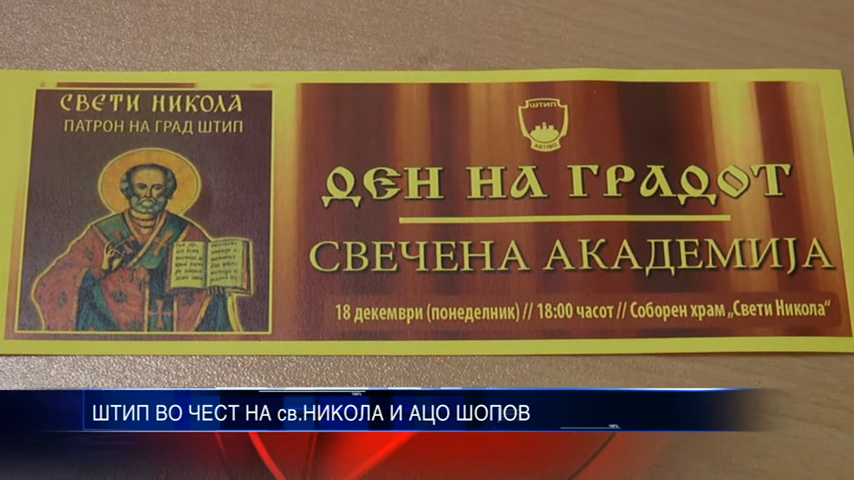 СВЕТИ НИКОЛА
ПАТРОН НА ГРАД ШТИП
ШТИП
АСТИБО
ДЕН НА ГРАДОТ
СВЕЧЕНА АКАДЕМИЈА
18 декември (понеделник) // 18:00 часот // Соборен храм „Свети Никола“
ШТИП ВО ЧЕСТ НА св.НИКОЛА И АЦО ШОПОВ